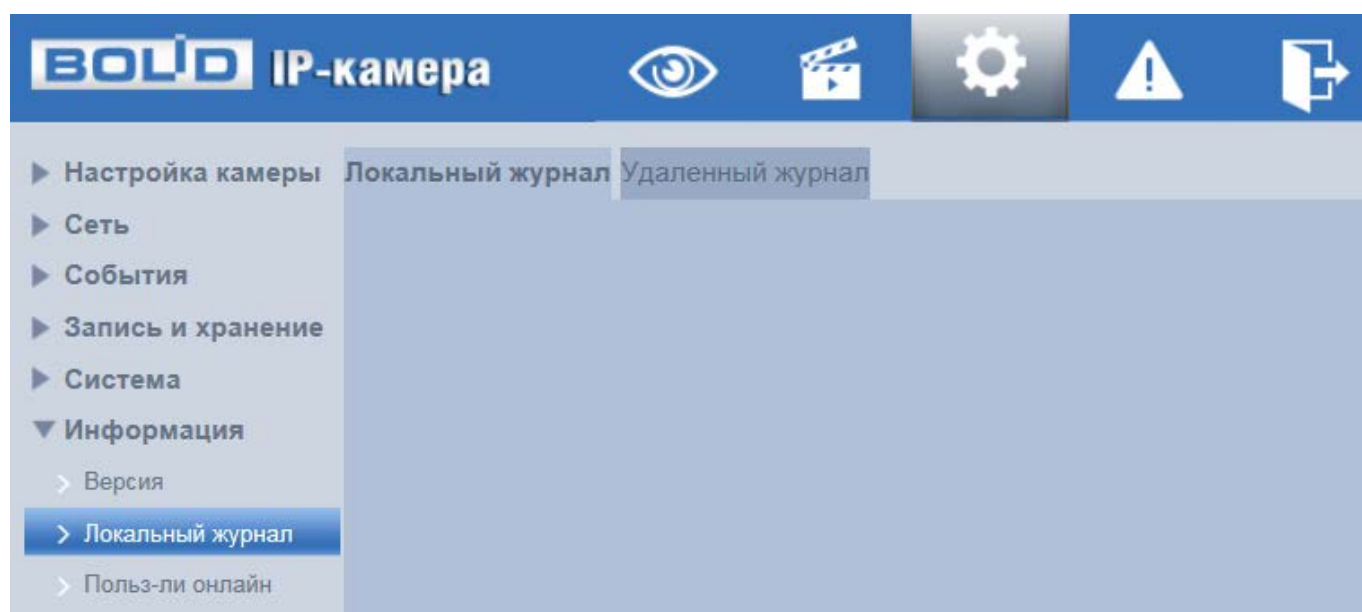 BOLID IP-камера
Настройка камеры
Локальный журнал Удаленный журнал
Сеть
События
Запись и хранение
Система
Информация
Версия
Локальный журнал
Польз-ли онлайн